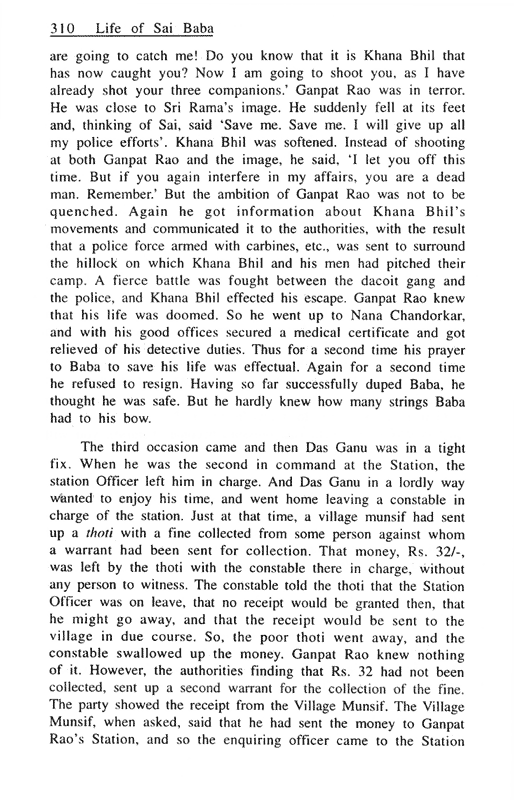 310 Life of Sai Baba
are going to catch me! Do you know that it is Khana Bhil that
has now caught you? Now I am going to shoot you, as I have
already shot your three companions.' Ganpat Rao was in terror.
He was close to Sri Rama's image. He suddenly fell at its feet
and, thinking of Sai, said 'Save me. Save me. I will give up all
my police efforts'. Khana Bhil was softened. Instead of shooting
at both Ganpat Rao and the image, he said, 'I let you off this
time. But if you again interfere in my affairs, you are a dead
man. Remember.' But the ambition of Ganpat Rao was not to be
quenched. Again he got information about Khana Bhil's
movements and communicated it to the authorities, with the result
that a police force armed with carbines, etc., was sent to surround
the hillock on which Khana Bhil and his men had pitched their
camp. A fierce battle was fought between the dacoit gang and
the police, and Khana Bhil effected his escape. Ganpat Rao knew
that his life was doomed. So he went up to Nana Chandorkar,
and with his good offices secured a medical certificate and got
relieved of his detective duties. Thus for a second time his prayer
to Baba to save his life was effectual. Again for a second time
he refused to resign. Having so far successfully duped Baba, he
thought he was safe. But he hardly knew how many strings Baba
had to his bow.
The third occasion came and then Das Ganu was in a tight
fix. When he was the second in command at the Station, the
station Officer left him in charge. And Das Ganu in a lordly way
wanted to enjoy his time, and went home leaving a constable in
charge of the station. Just at that time, a village munsif had sent
up a thoti with a fine collected from some person against whom
a warrant had been sent for collection. That money, Rs. 32/-,
was left by the thoti with the constable there in charge, without
any person to witness. The constable told the thoti that the Station
Officer was on leave, that no receipt would be granted then, that
he might go away, and that the receipt would be sent to the
village in due course. So, the poor thoti went away, and the
constable swallowed up the money. Ganpat Rao knew nothing
of it. However, the authorities finding that Rs. 32 had not been
collected, sent up a second warrant for the collection of the fine.
The party showed the receipt from the Village Munsif. The Village
Munsif, when asked, said that he had sent the money to Ganpat
Rao's Station, and so the enquiring officer came to the Station